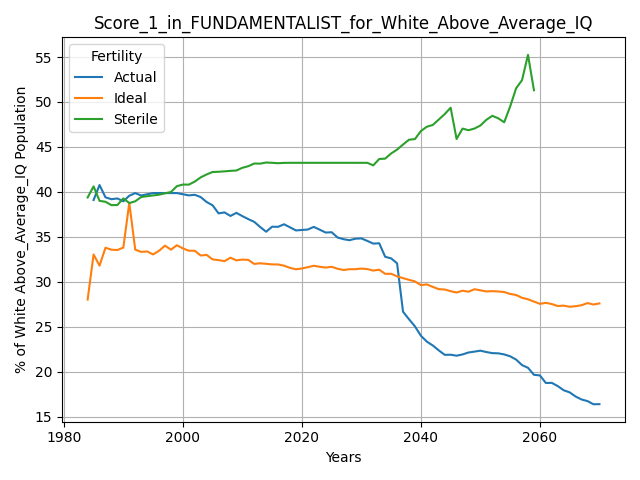 Score_1_in_FUNDAMENTALIST_for_White_Above_Average_IQ
Fertility
Actual
Ideal
Sterile
% of White Above_Average_IQ Population
55
50
45
40
35
30
25
20
15
1980
2000
2020
2040
2060
Years